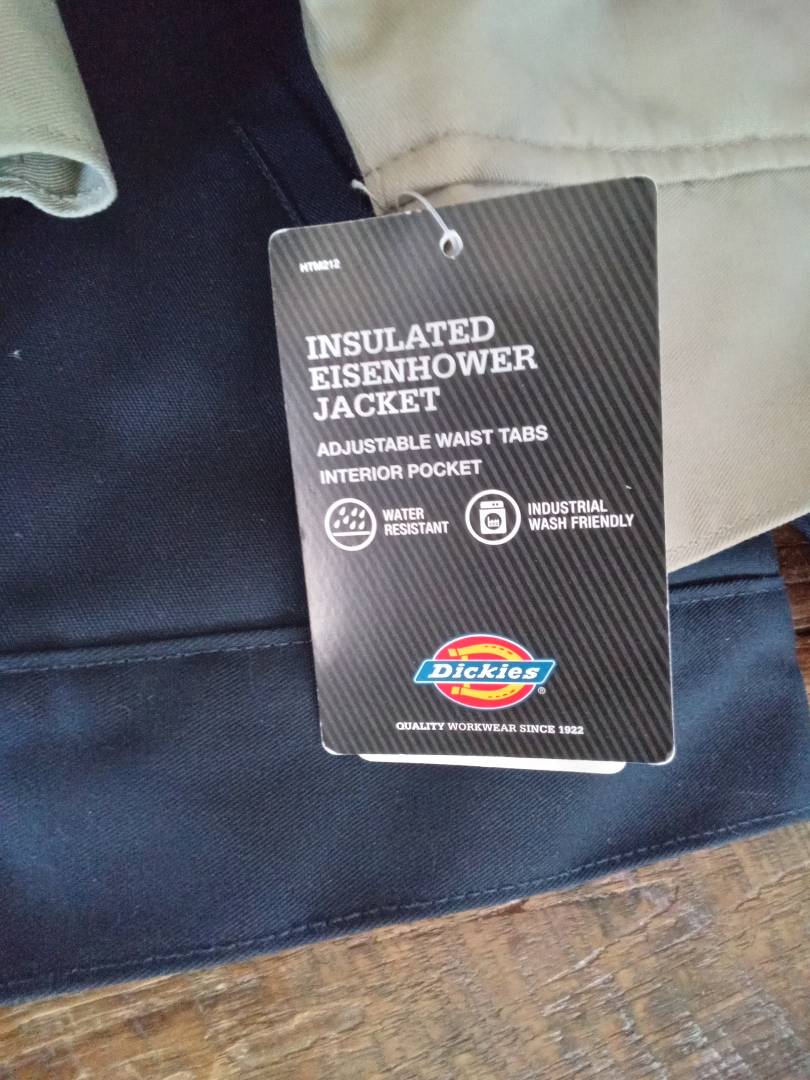 HTM212
INSULATED
EISENHOWER
JACKET
ADJUSTABLE WAIST TABS
INTERIOR POCKET
WATER
RESISTANT
INDUSTRIAL
WASH FRIENDLY
Dickies®
QUALITY WORKWEAR SINCE 1922